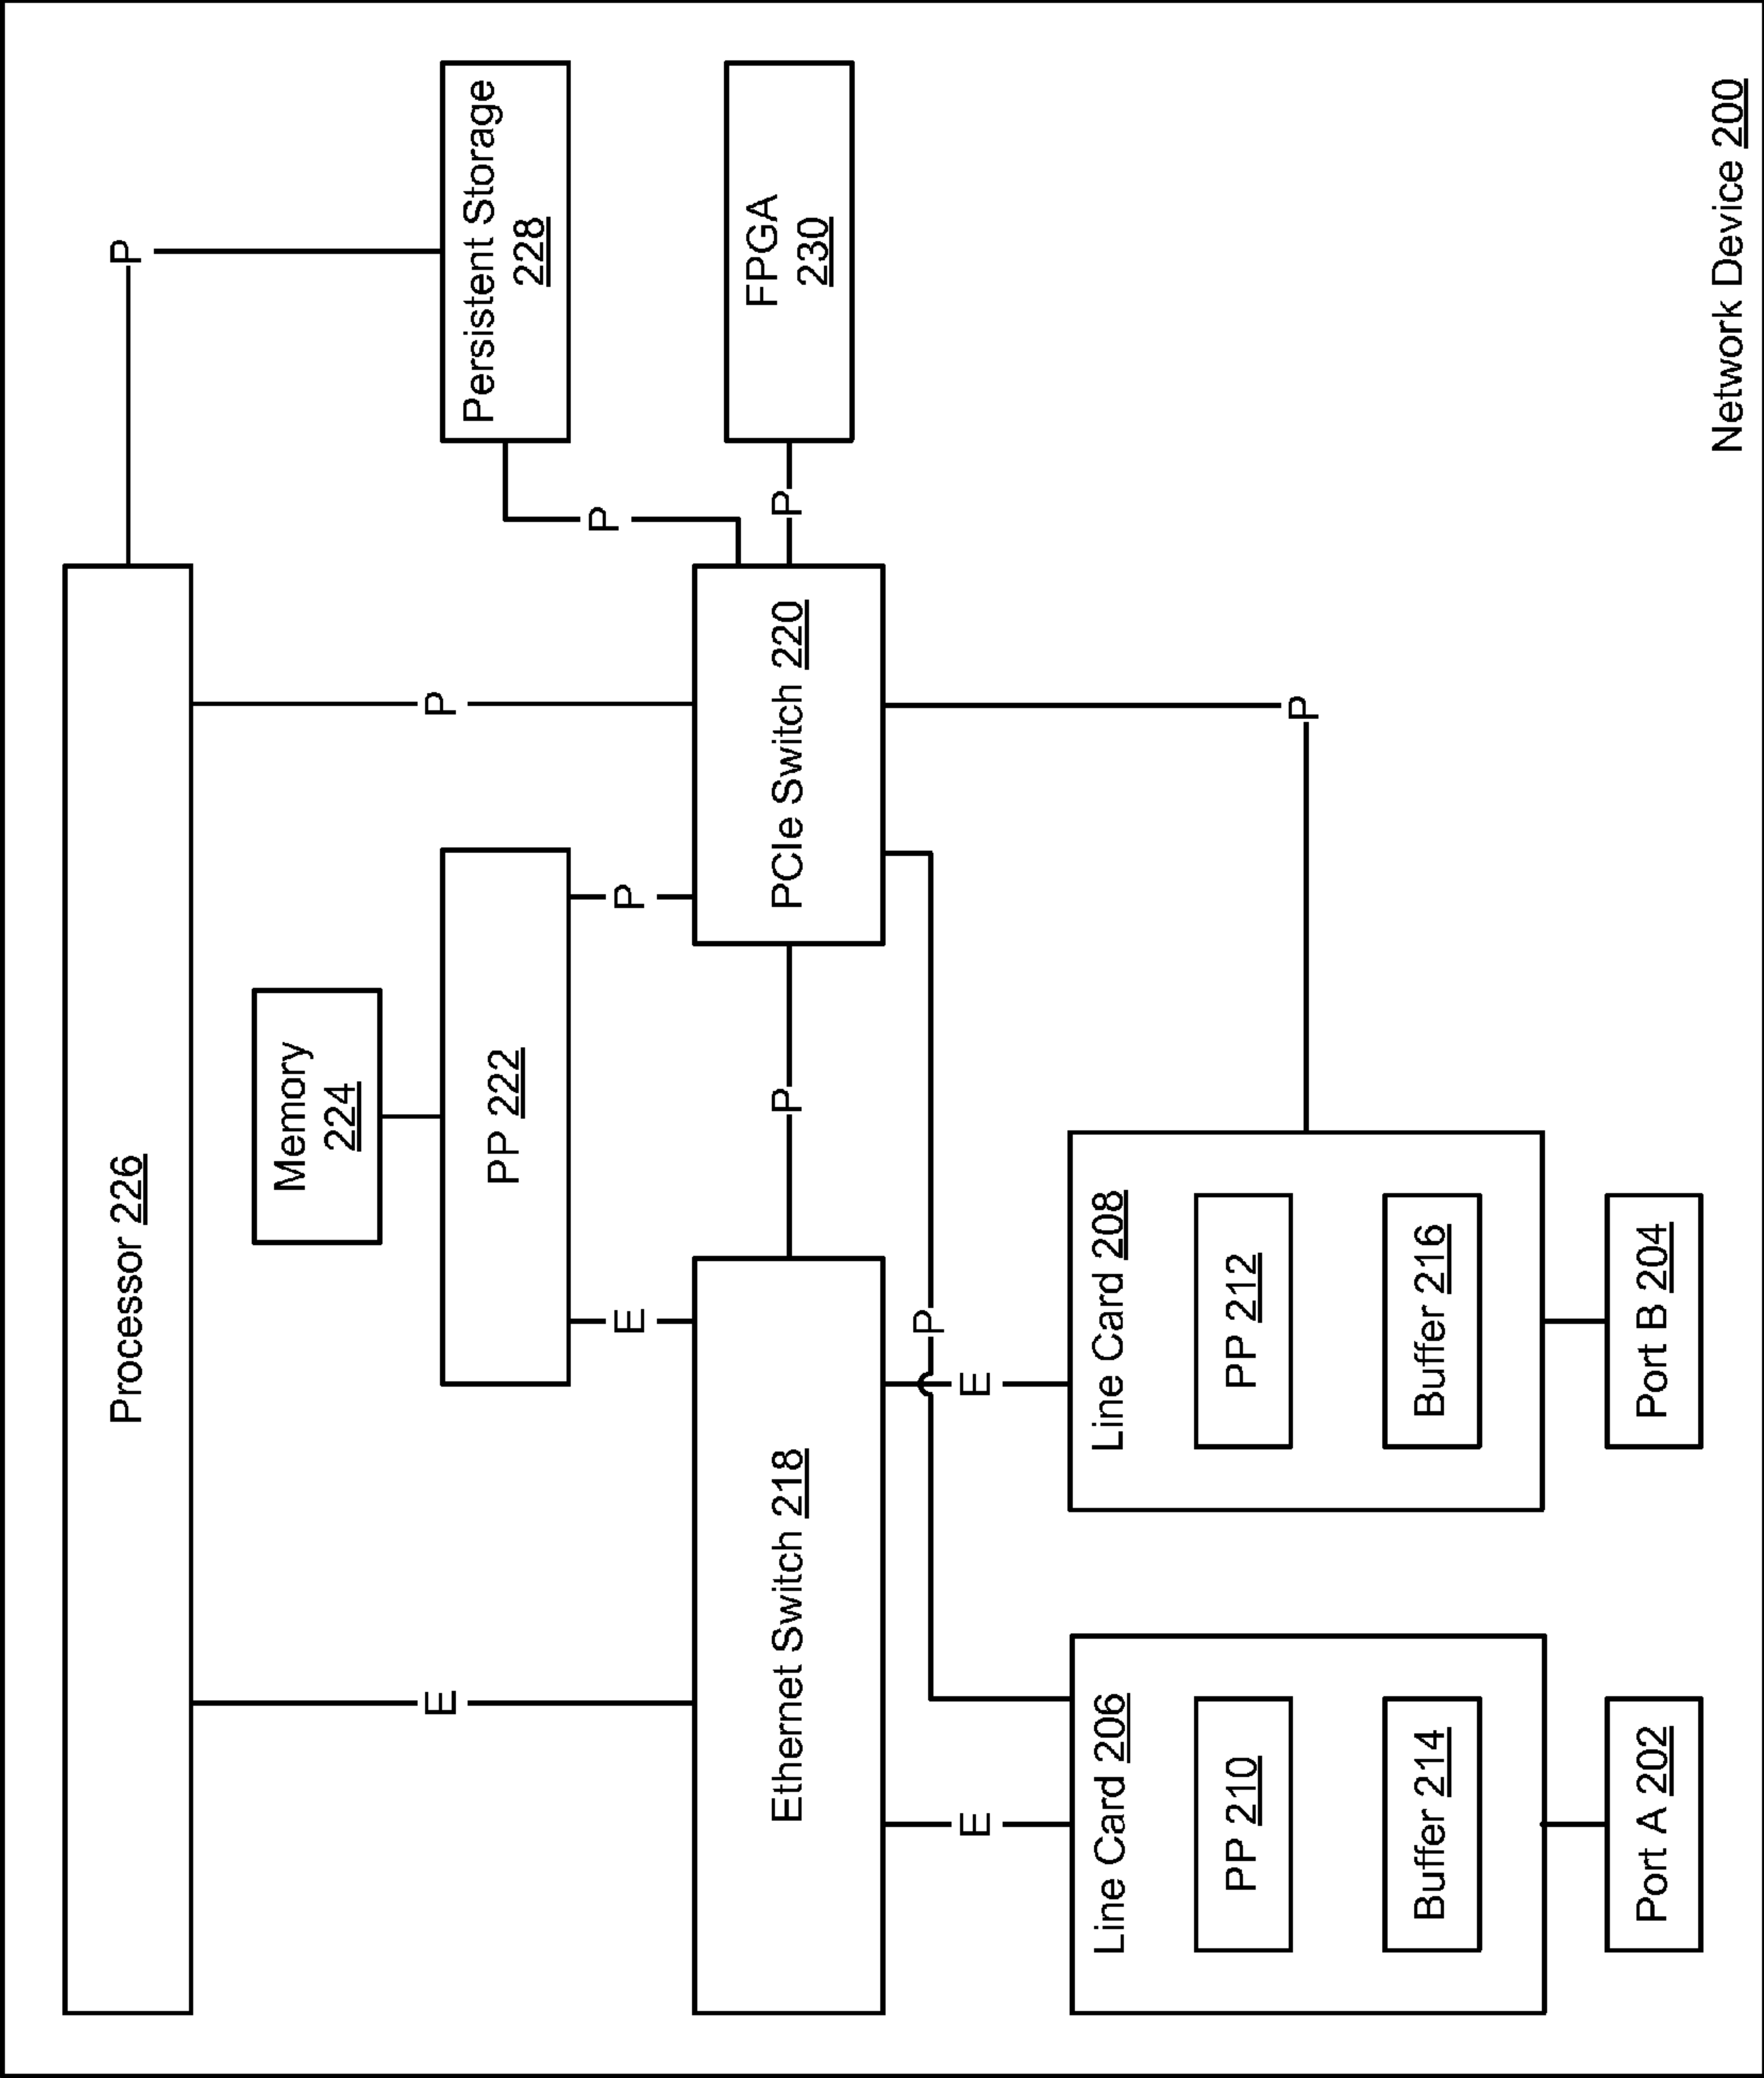 Processor 226
P
Memory
224
E
P
PP 222
Persistent Storage
228
E
P
P
Ethernet Switch 218
P
PCIe Switch 220
P
FPGA
230
P
E
E
Line Card 206
PP 210
Buffer 214
Line Card 208
PP 212
Buffer 216
P
Port A 202
Port B 204
Network Device 200